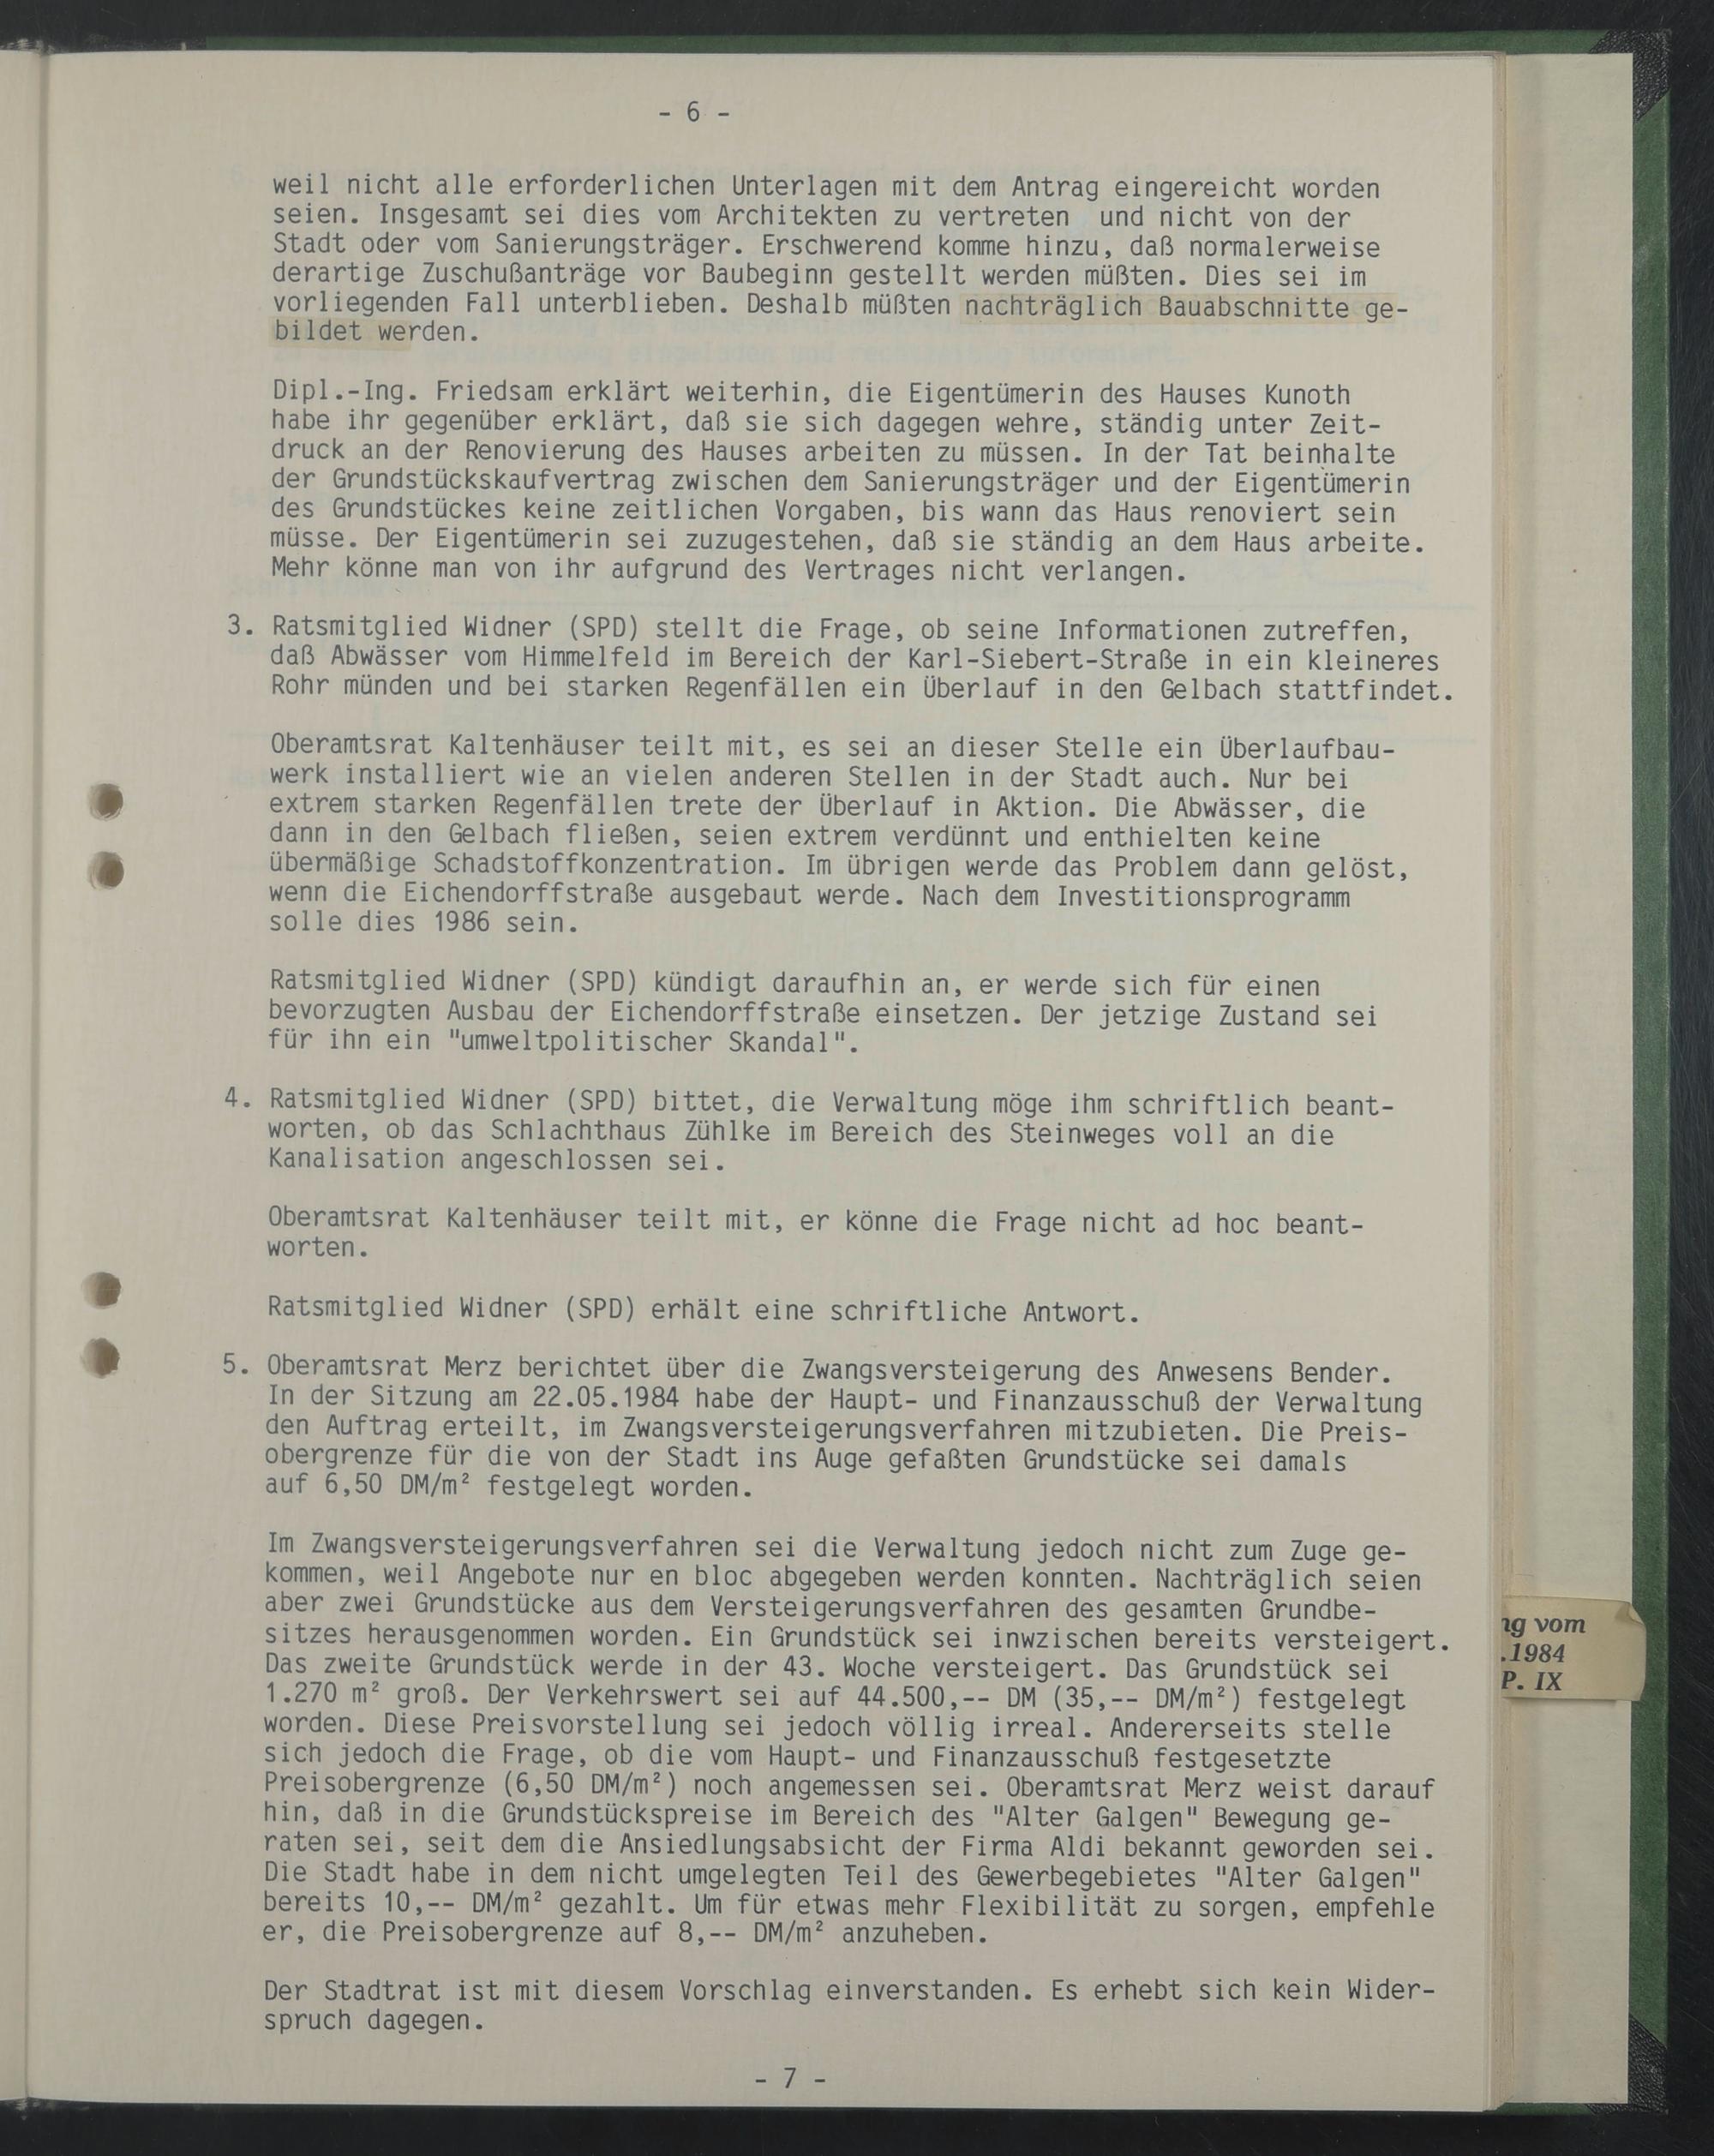 - 6 -
weil nicht alle erforderlichen Unterlagen mit dem Antrag eingereicht worden
seien. Insgesamt sei dies vom Architekten zu vertreten und nicht von der
Stadt oder vom Sanierungsträger. Erschwerend komme hinzu, daß normalerweise
derartige Zuschußanträge vor Baubeginn gestellt werden müßten. Dies sei im
vorliegenden Fall unterblieben. Deshalb müßten nachträglich Bauabschnitte ge-
bildet werden.
Dipl.-Ing. Friedsam erklärt weiterhin, die Eigentümerin des Hauses Kunoth
habe ihr gegenüber erklärt, daß sie sich dagegen wehre, ständig unter Zeit-
druck an der Renovierung des Hauses arbeiten zu müssen. In der Tat beinhalte
der Grundstückskaufvertrag zwischen dem Sanierungsträger und der Eigentümerin
des Grundstückes keine zeitlichen Vorgaben, bis wann das Haus renoviert sein
müsse. Der Eigentümerin sei zuzugestehen, daß sie ständig an dem Haus arbeite.
Mehr könne man von ihr aufgrund des Vertrages nicht verlangen.
3. Ratsmitglied Widner (SPD) stellt die Frage, ob seine Informationen zutreffen,
daß Abwässer vom Himmelfeld im Bereich der Karl-Siebert-Straße in ein kleineres
Rohr münden und bei starken Regenfällen ein Überlauf in den Gelbach stattfindet.
Oberamtsrat Kaltenhäuser teilt mit, es sei an dieser Stelle ein Überlaufbau-
werk installiert wie an vielen anderen Stellen in der Stadt auch. Nur bei
extrem starken Regenfällen trete der Überlauf in Aktion. Die Abwässer, die
dann in den Gelbach fließen, seien extrem verdünnt und enthielten keine
übermäßige Schadstoffkonzentration. Im übrigen werde das Problem dann gelöst,
wenn die Eichendorffstraße ausgebaut werde. Nach dem Investitionsprogramm
solle dies 1986 sein.
Ratsmitglied Widner (SPD) kündigt daraufhin an, er werde sich für einen
bevorzugten Ausbau der Eichendorffstraße einsetzen. Der jetzige Zustand sei
für ihn ein "umweltpolitischer Skandal".
4. Ratsmitglied Widner (SPD) bittet, die Verwaltung möge ihm schriftlich beant-
worten, ob das Schlachthaus Zühlke im Bereich des Steinweges voll an die
Kanalisation angeschlossen sei.
Oberamtsrat Kaltenhäuser teilt mit, er könne die Frage nicht ad hoc beant-
worten.
Ratsmitglied Widner (SPD) erhält eine schriftliche Antwort.
5. Oberamtsrat Merz berichtet über die Zwangsversteigerung des Anwesens Bender.
In der Sitzung am 22.05.1984 habe der Haupt- und Finanzausschuß der Verwaltung
den Auftrag erteilt, im Zwangsversteigerungsverfahren mitzubieten. Die Preis-
obergrenze für die von der Stadt ins Auge gefaßten Grundstücke sei damals
auf 6,50 DM/m² festgelegt worden.
Im Zwangsversteigerungsverfahren sei die Verwaltung jedoch nicht zum Zuge ge-
kommen, weil Angebote nur en bloc abgegeben werden konnten. Nachträglich seien
aber zwei Grundstücke aus dem Versteigerungsverfahren des gesamten Grundbe-
sitzes herausgenommen worden. Ein Grundstück sei inwzischen bereits versteigert.
Das zweite Grundstück werde in der 43. Woche versteigert. Das Grundstück sei
1.270 m² groß. Der Verkehrswert sei auf 44.500,-- DM (35,-- DM/m²) festgelegt
worden. Diese Preisvorstellung sei jedoch völlig irreal. Andererseits stelle
sich jedoch die Frage, ob die vom Haupt- und Finanzausschuß festgesetzte
Preisobergrenze (6,50 DM/m²) noch angemessen sei. Oberamtsrat Merz weist darauf
hin, daß in die Grundstückspreise im Bereich des "Alter Galgen" Bewegung ge-
raten sei, seit dem die Ansiedlungsabsicht der Firma Aldi bekannt geworden sei.
Die Stadt habe in dem nicht umgelegten Teil des Gewerbegebietes "Alter Galgen"
bereits 10,-- DM/m² gezahlt. Um für etwas mehr Flexibilität zu sorgen, empfehle
er, die Preisobergrenze auf 8,-- DM/m² anzuheben.
Der Stadtrat ist mit diesem Vorschlag einverstanden. Es erhebt sich kein Wider-
spruch dagegen.
- 7 -
ng vom
.1984
P. IX